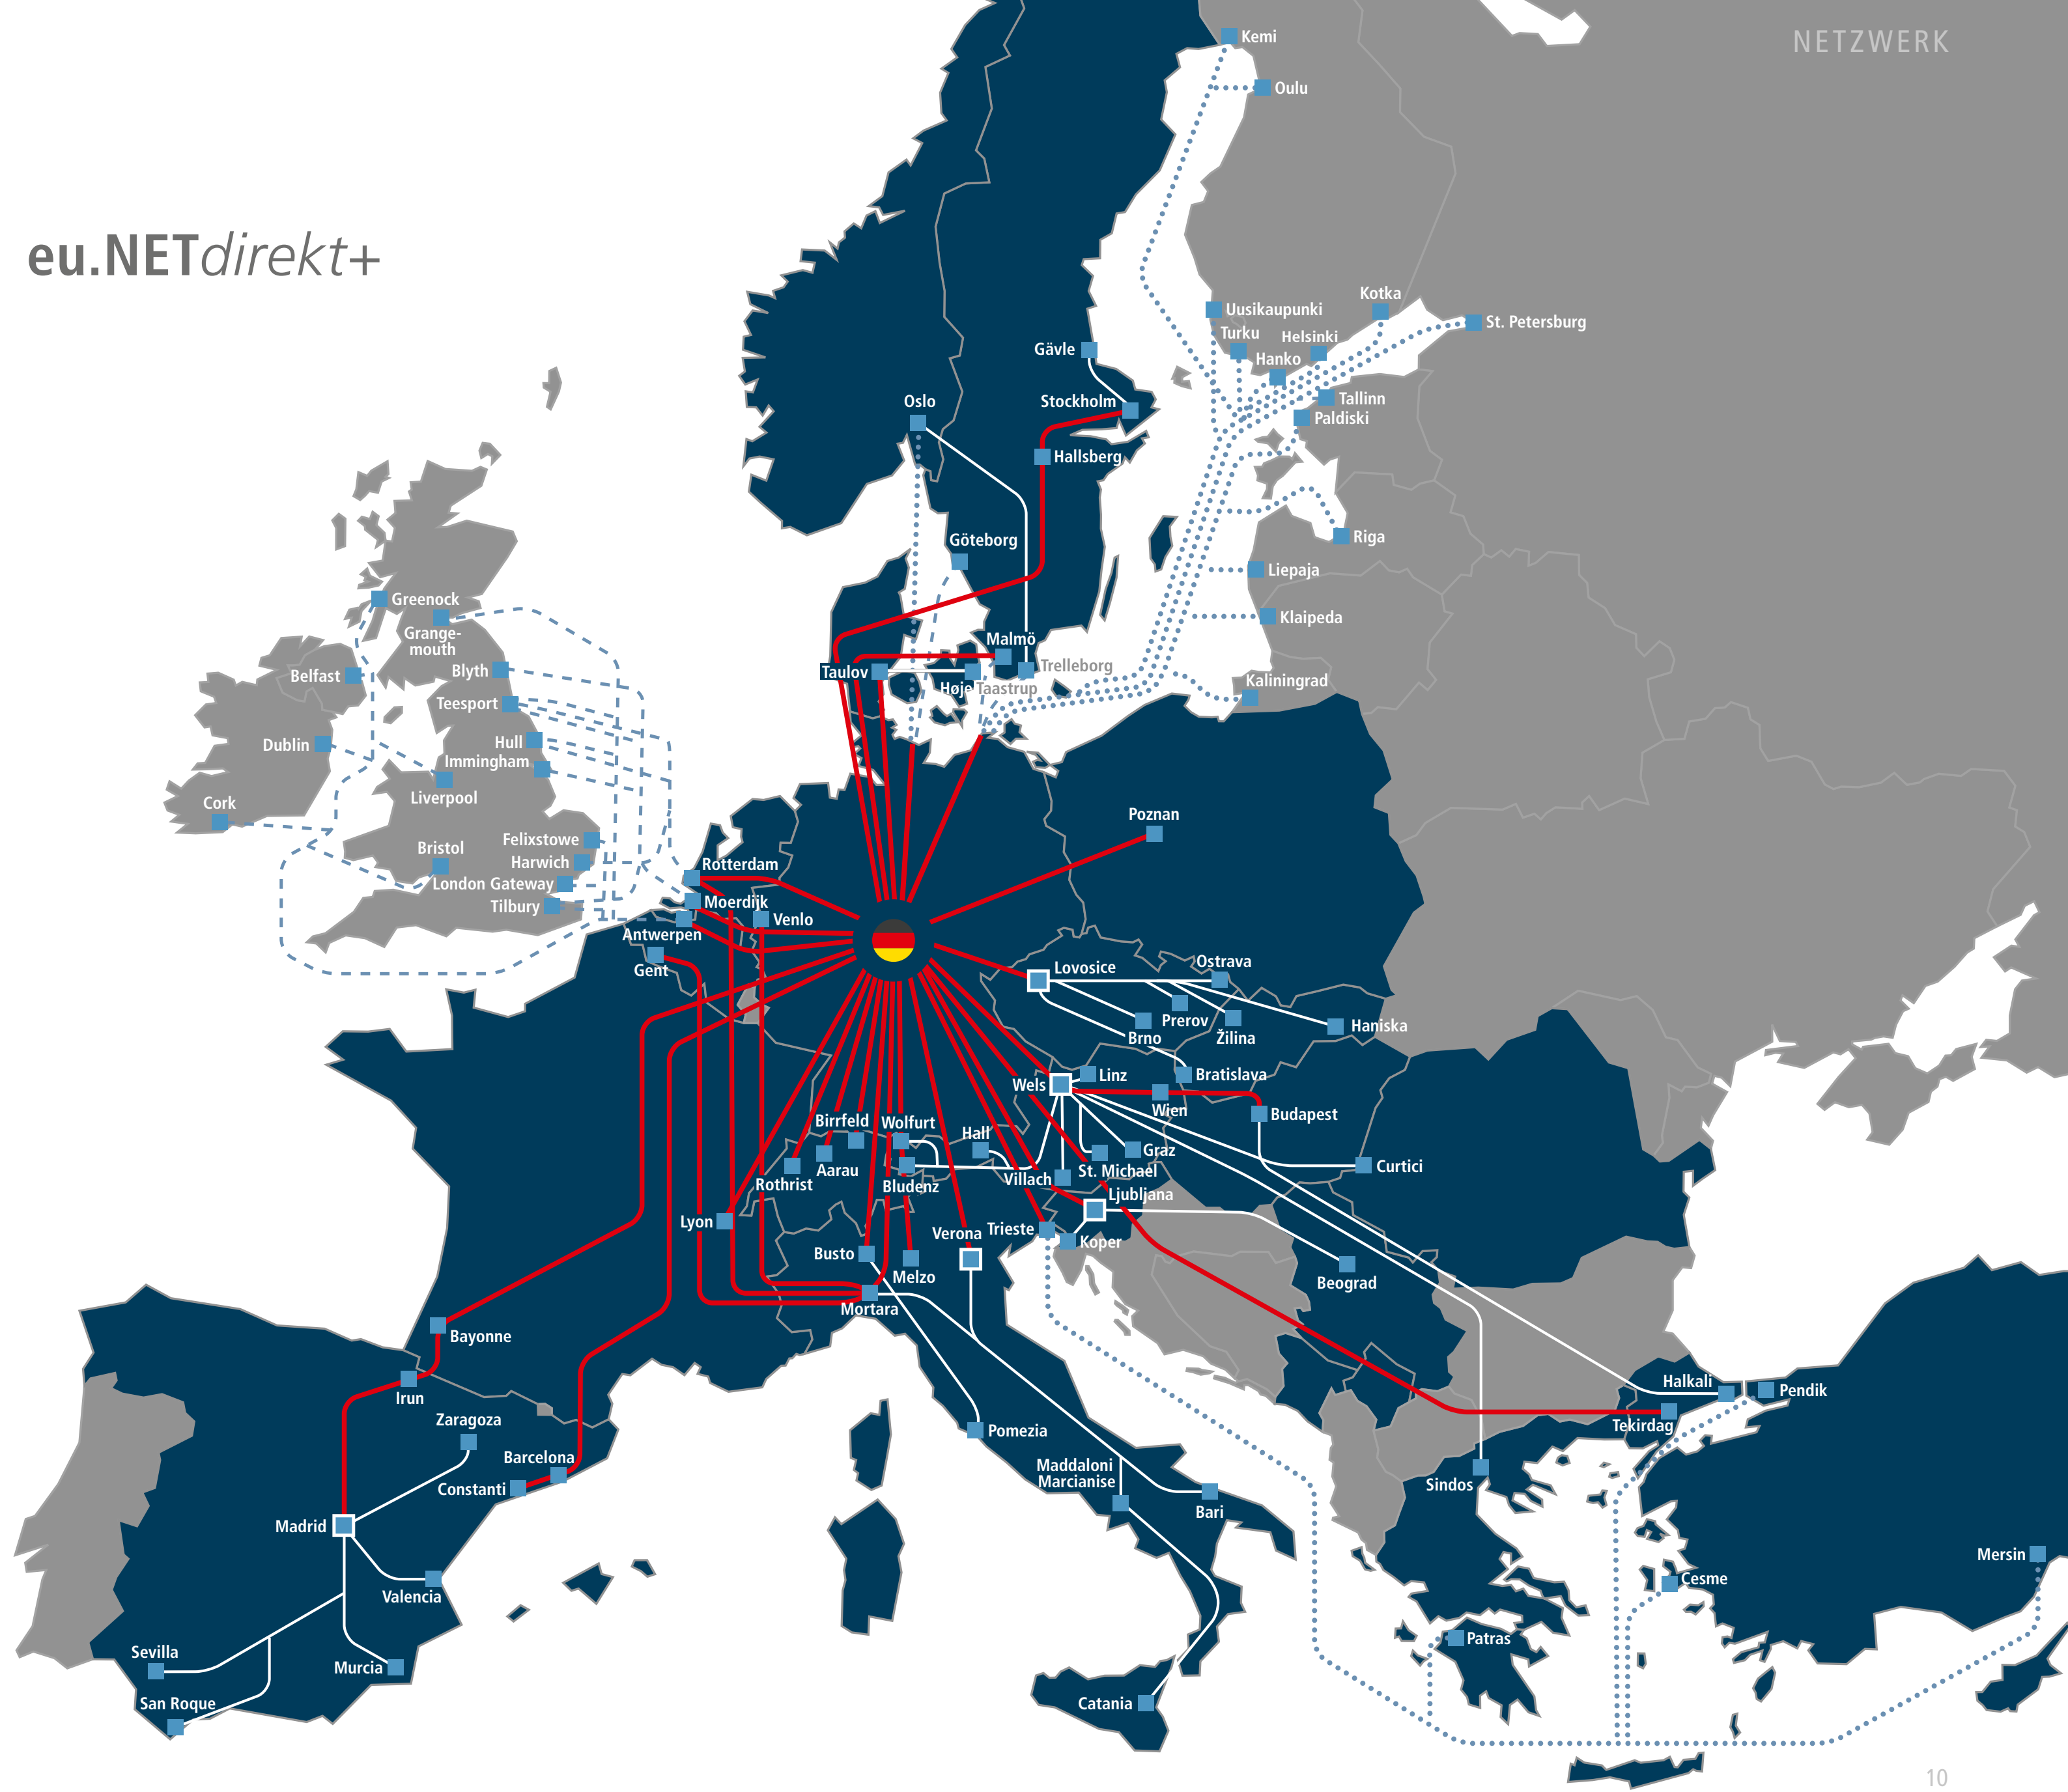 NETZWERK
eu.NETdirekt+
Kemi
Oulu
Uusikaupunki
Kotka
St. Petersburg
Turku
Helsinki
Hanko
Gävle
Oslo
Stockholm
Tallinn
Paldiski
Hallsberg
Göteborg
Riga
Liepaja
Klaipeda
Greenock
Grange-
mouth
Malmö
Trelleborg
Taulov
Høje Taastrup
Kaliningrad
Belfast
Blyth
Teesport
Dublin
Hull
Immingham
Liverpool
Cork
Felixstowe
Bristol
Harwich
London Gateway
Tilbury
Poznan
Rotterdam
Moerdijk
Venlo
Antwerpen
Gent
Lovosice
Ostrava
Prerov
Brno
Žilina
Haniska
Wels
Linz
Bratislava
Wien
Budapest
Birrfeld
Wolfurt
Hall
Graz
Aarau
Rothrist
Bludenz
Villach
St. Michael
Curtici
Ljubljana
Lyon
Verona
Trieste
Koper
Busto
Melzo
Beograd
Mortara
Bayonne
Irun
Halkali
Pendik
Tekirdag
Zaragoza
Barcelona
Constanti
Pomezia
Maddaloni
Marcianise
Sindos
Bari
Madrid
Valencia
Mersin
Cesme
Patras
Sevilla
Murcia
San Roque
Catania
10